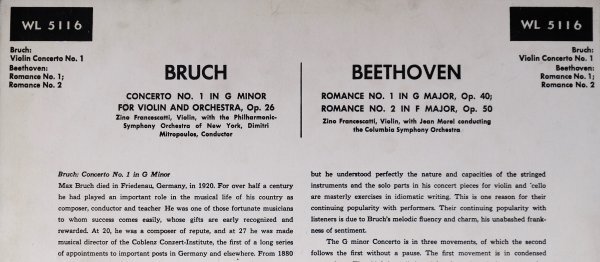 WL 5116
Bruch:
Violin Concerto No. 1
Beethoven:
Romance No. 1;
Romance No. 2
BRUCH
CONCERTO NO. 1 IN G MINOR
FOR VIOLIN AND ORCHESTRA, Op. 26
Zino Francescatti, Violin, with the Philharmonic-
Symphony Orchestra of New York, Dimitri
Mitropoulos, Conductor
BEETHOVEN
ROMANCE NO. 1 IN G MAJOR, Op. 40;
ROMANCE NO. 2 IN F MAJOR, Op. 50
Zino Francescatti, Violin, with Jean Morel conducting
the Columbia Symphony Orchestra
WL 5116
Bruch:
Violin Concerto No. 1
Beethoven:
Romance No. 1;
Romance No. 2
Bruch: Concerto No. 1 in G Minor
Max Bruch died in Friedenau, Germany, in 1920. For over half a century
he had played an important role in the musical life of his country as
composer, conductor and teacher. He was one of those fortunate musicians
to whom success comes easily, whose gifts are early recognized and
rewarded. At 20, he was a composer of repute, and at 27 he was made
musical director of the Coblenz Conzert-Institute, the first of a long series
of appointments to important posts in Germany and elsewhere. From 1880
but he understood perfectly the nature and capacities of the stringed
instruments and the solo parts in his concert pieces for violin and 'cello
are masterly exercises in idiomatic writing. This is one reason for their
continuing popularity with performers. Their continuing popularity with
listeners is due to Bruch's melodic fluency and charm, his unabashed frank-
ness of sentiment.
The G minor Concerto is in three movements, of which the second
follows the first without a pause. The first movement is in condensed